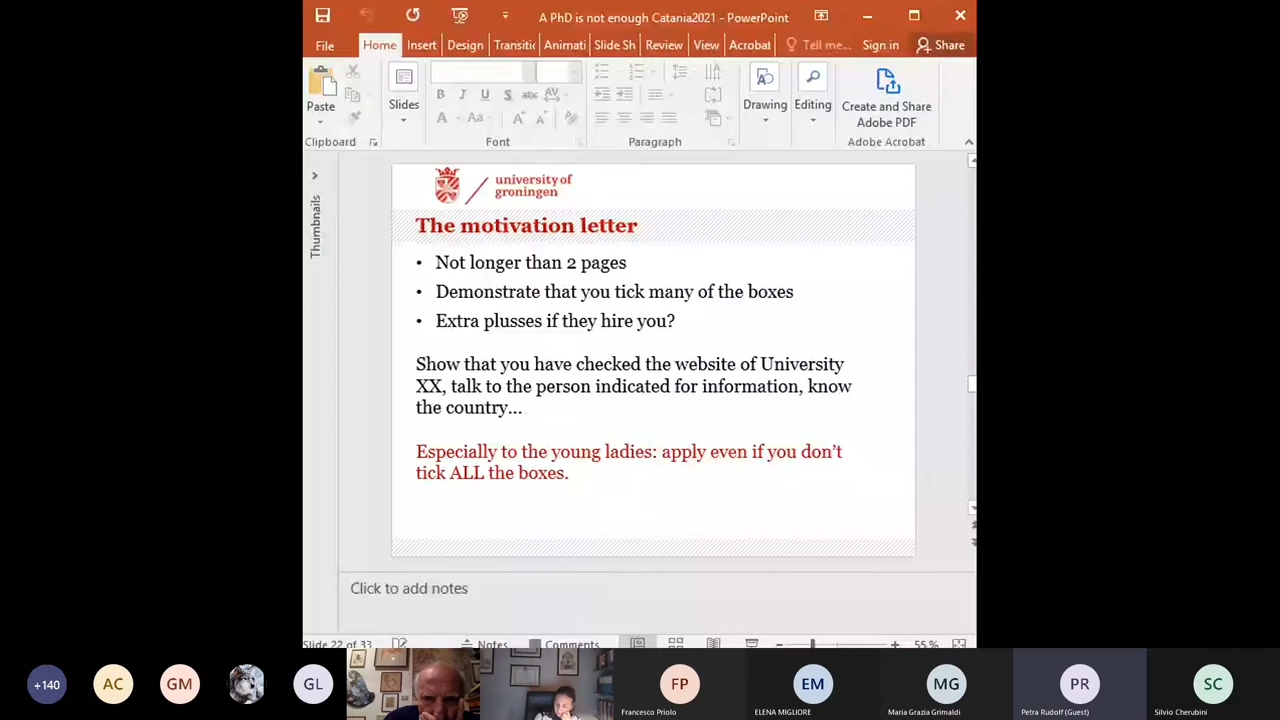 A PhD is not enough Catania2021 - PowerPoint
File Home Insert Design Transitic Animati Slide Sh Review View Acrobat Tell me... Sign in Share
Paste
Slides
Drawing
Editing
Create and Share
Adobe PDF
Clipboard
Font
Paragraph
Adobe Acrobat
Thumbnails
university of
groningen
The motivation letter
• Not longer than 2 pages
• Demonstrate that you tick many of the boxes
• Extra plusses if they hire you?
Show that you have checked the website of University
XX, talk to the person indicated for information, know
the country...
Especially to the young ladies: apply even if you don't
tick ALL the boxes.
Click to add notes
Slide 22 of 33 Notes Comments 55 %
+140 AC GM GL FP EM MG PR SC
Francesco Priolo ELENA MIGLIORE Maria Grazia Grimaldi Petra Rudolf (Guest) Silvio Cherubini